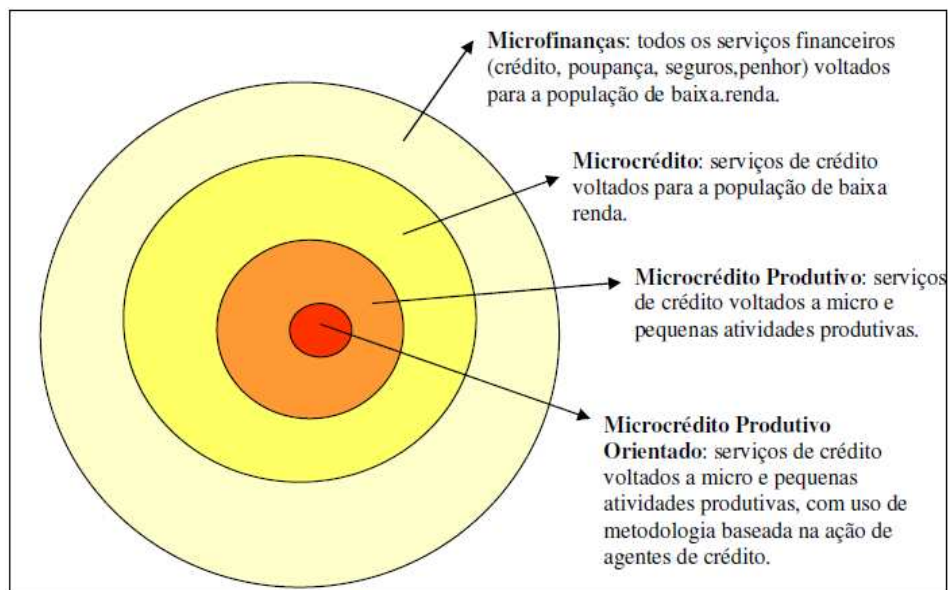 Microfinanças: todos os serviços financeiros
(crédito, poupança, seguros,penhor) voltados
para a população de baixa.renda.
Microcrédito: serviços de crédito
voltados para a população de baixa
renda.
Microcrédito Produtivo: serviços
de crédito voltados a micro e
pequenas atividades produtivas.
Microcrédito Produtivo
Orientado: serviços de crédito
voltados a micro e pequenas
atividades produtivas, com uso de
metodologia baseada na ação de
agentes de crédito.